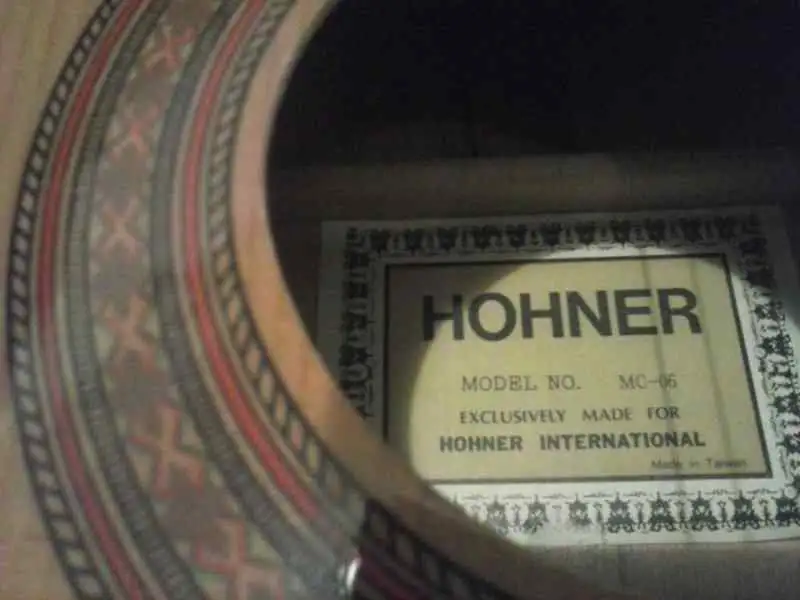 HOHNER
MODEL NO. MC-06
EXCLUSIVELY MADE FOR
HOHNER INTERNATIONAL
Made in Taiwan